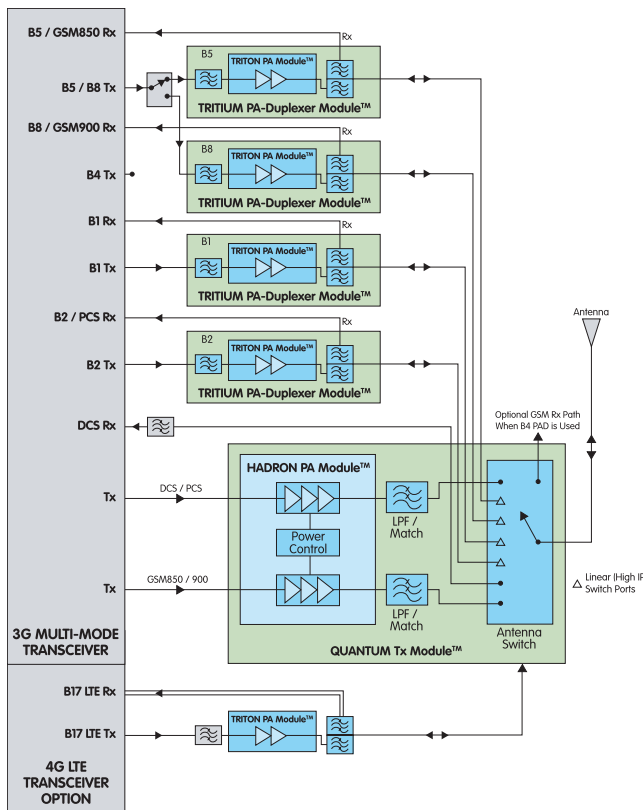 B5 / GSM850 Rx
Rx
B5
TRITON PA Module™
B5 / B8 Tx
TRITIUM PA-Duplexer Module™
B8 / GSM900 Rx
Rx
B8
TRITON PA Module™
B4 Tx
TRITIUM PA-Duplexer Module™
B1 Rx
Rx
B1
TRITON PA Module™
B1 Tx
TRITIUM PA-Duplexer Module™
B2 / PCS Rx
Rx
B2
TRITON PA Module™
B2 Tx
TRITIUM PA-Duplexer Module™
Antenna
Optional GSM Rx Path
When B4 PAD is Used
DCS Rx
HADRON PA Module™
Tx
DCS / PCS
LPF /
Match
Power
Control
Tx
GSM850 / 900
LPF /
Match
Linear (High IP
Switch Ports
Antenna
Switch
QUANTUM Tx Module™
3G MULTI-MODE
TRANSCEIVER
B17 LTE Rx
B17 LTE Tx
TRITON PA Module™
4G LTE
TRANSCEIVER
OPTION